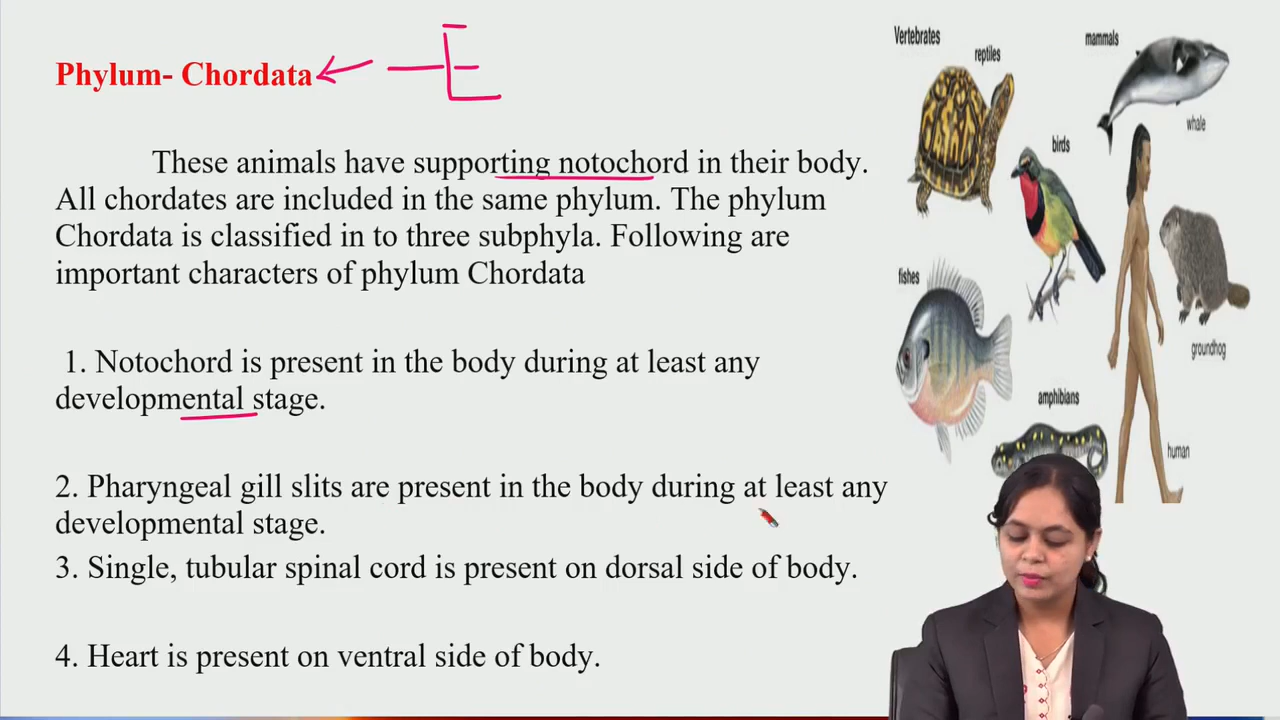 Phylum- Chordata
E
These animals have supporting notochord in their body.
All chordates are included in the same phylum. The phylum
Chordata is classified in to three subphyla. Following are
important characters of phylum Chordata
1. Notochord is present in the body during at least any
developmental stage.
2. Pharyngeal gill slits are present in the body during at least any
developmental stage.
3. Single, tubular spinal cord is present on dorsal side of body.
4. Heart is present on ventral side of body.
Vertebrates
reptiles
mammals
whale
birds
fishes
groundhog
amphibians
human